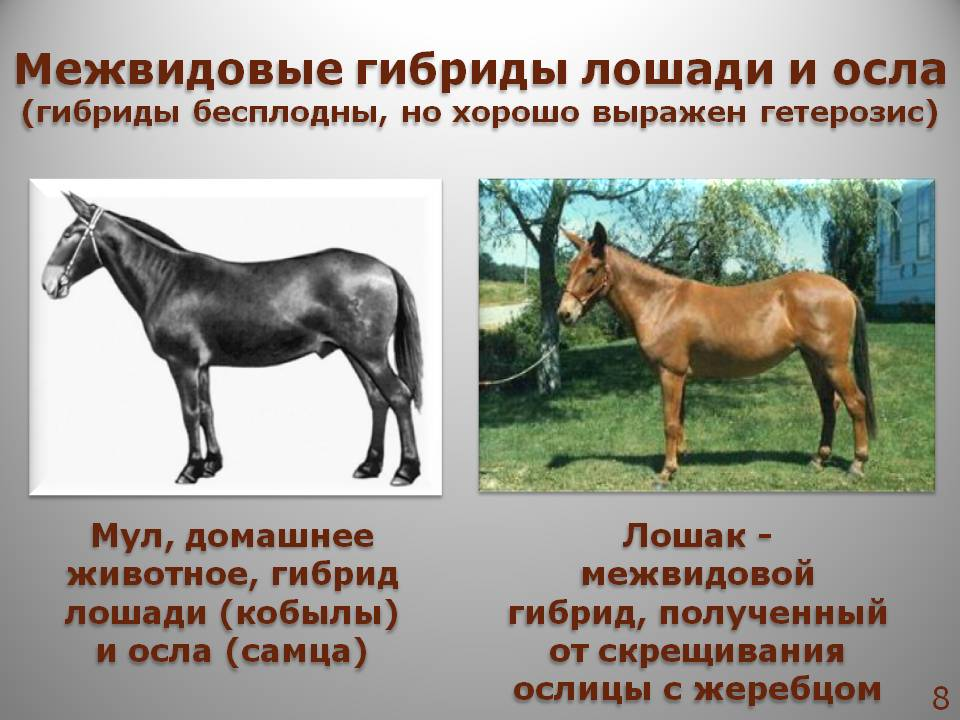 Межвидовые гибриды лошади и осла
(гибриды бесплодны, но хорошо выражен гетерозис)
Мул, домашнее
животное, гибрид
лошади (кобылы)
и осла (самца)
Лошак -
межвидовой
гибрид, полученный
от скрещивания
ослицы с жеребцом
8